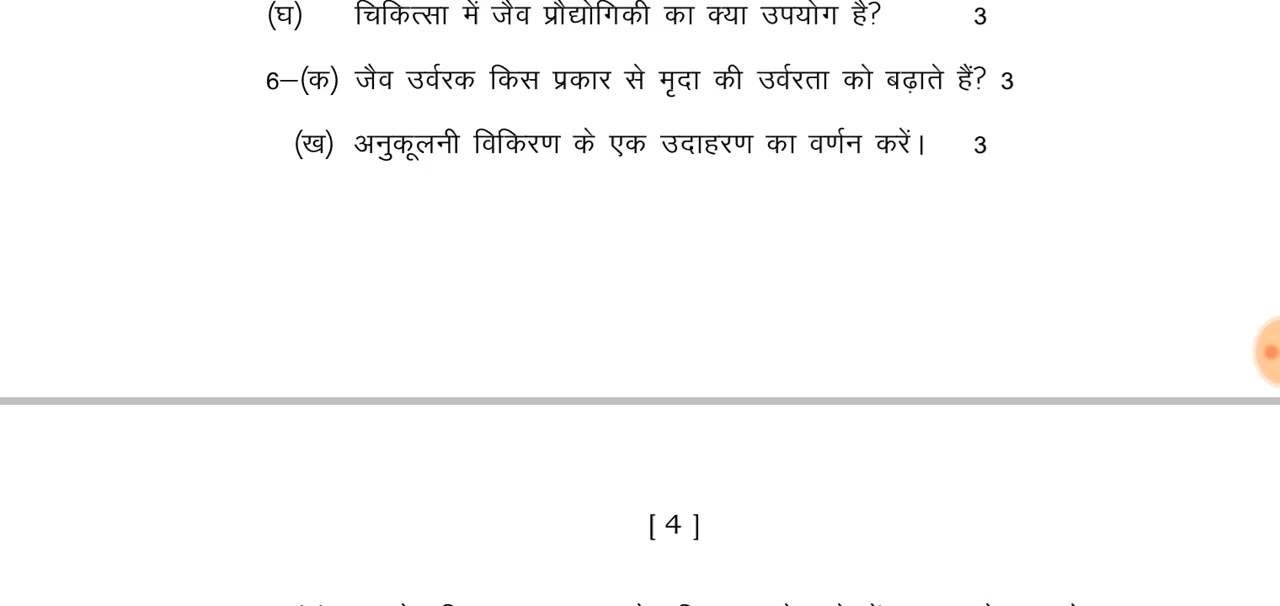 (घ) चिकित्सा में जैव प्रौद्योगिकी का क्या उपयोग है? 3
6–(क) जैव उर्वरक किस प्रकार से मृदा की उर्वरता को बढ़ाते हैं? 3
(ख) अनुकूलनी विकिरण के एक उदाहरण का वर्णन करें। 3
[ 4 ]